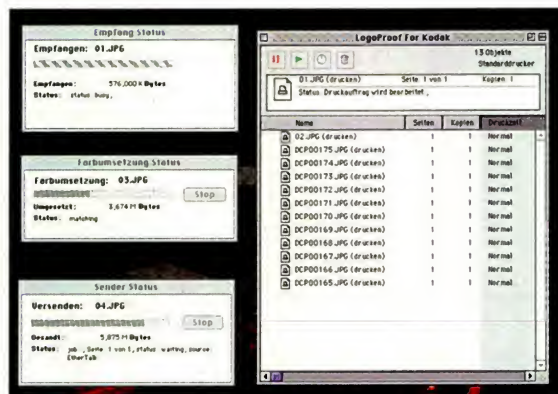 Empfang Status
Empfangen: 01.JPG
Empfangen: 576,000 K Bytes
Status: status busy,
Farbumsetzung Status
Farbumsetzung: 03.JPG
Stop
Umgesetzt: 3,674 M Bytes
Status: matching
Sender Status
Versenden: 04.JPG
Stop
Gesandt: 5,875 M Bytes
Status: job , Seite 1 von 1, status waiting, source
EtherTalk
LogoProof For Kodak
13 Objekte
Standarddrucker
01.JPG (drucken) Seite 1 von 1 Kopien 1
Status: Druckauftrag wird bearbeitet ,
Name Seiten Kopien Druckzeit
02.JPG (drucken) 1 1 Normal
DCP00175.JPG (drucken) 1 1 Normal
DCP00174.JPG (drucken) 1 1 Normal
DCP00173.JPG (drucken) 1 1 Normal
DCP00172.JPG (drucken) 1 1 Normal
DCP00171.JPG (drucken) 1 1 Normal
DCP00170.JPG (drucken) 1 1 Normal
DCP00169.JPG (drucken) 1 1 Normal
DCP00168.JPG (drucken) 1 1 Normal
DCP00167.JPG (drucken) 1 1 Normal
DCP00166.JPG (drucken) 1 1 Normal
DCP00165.JPG (drucken) 1 1 Normal